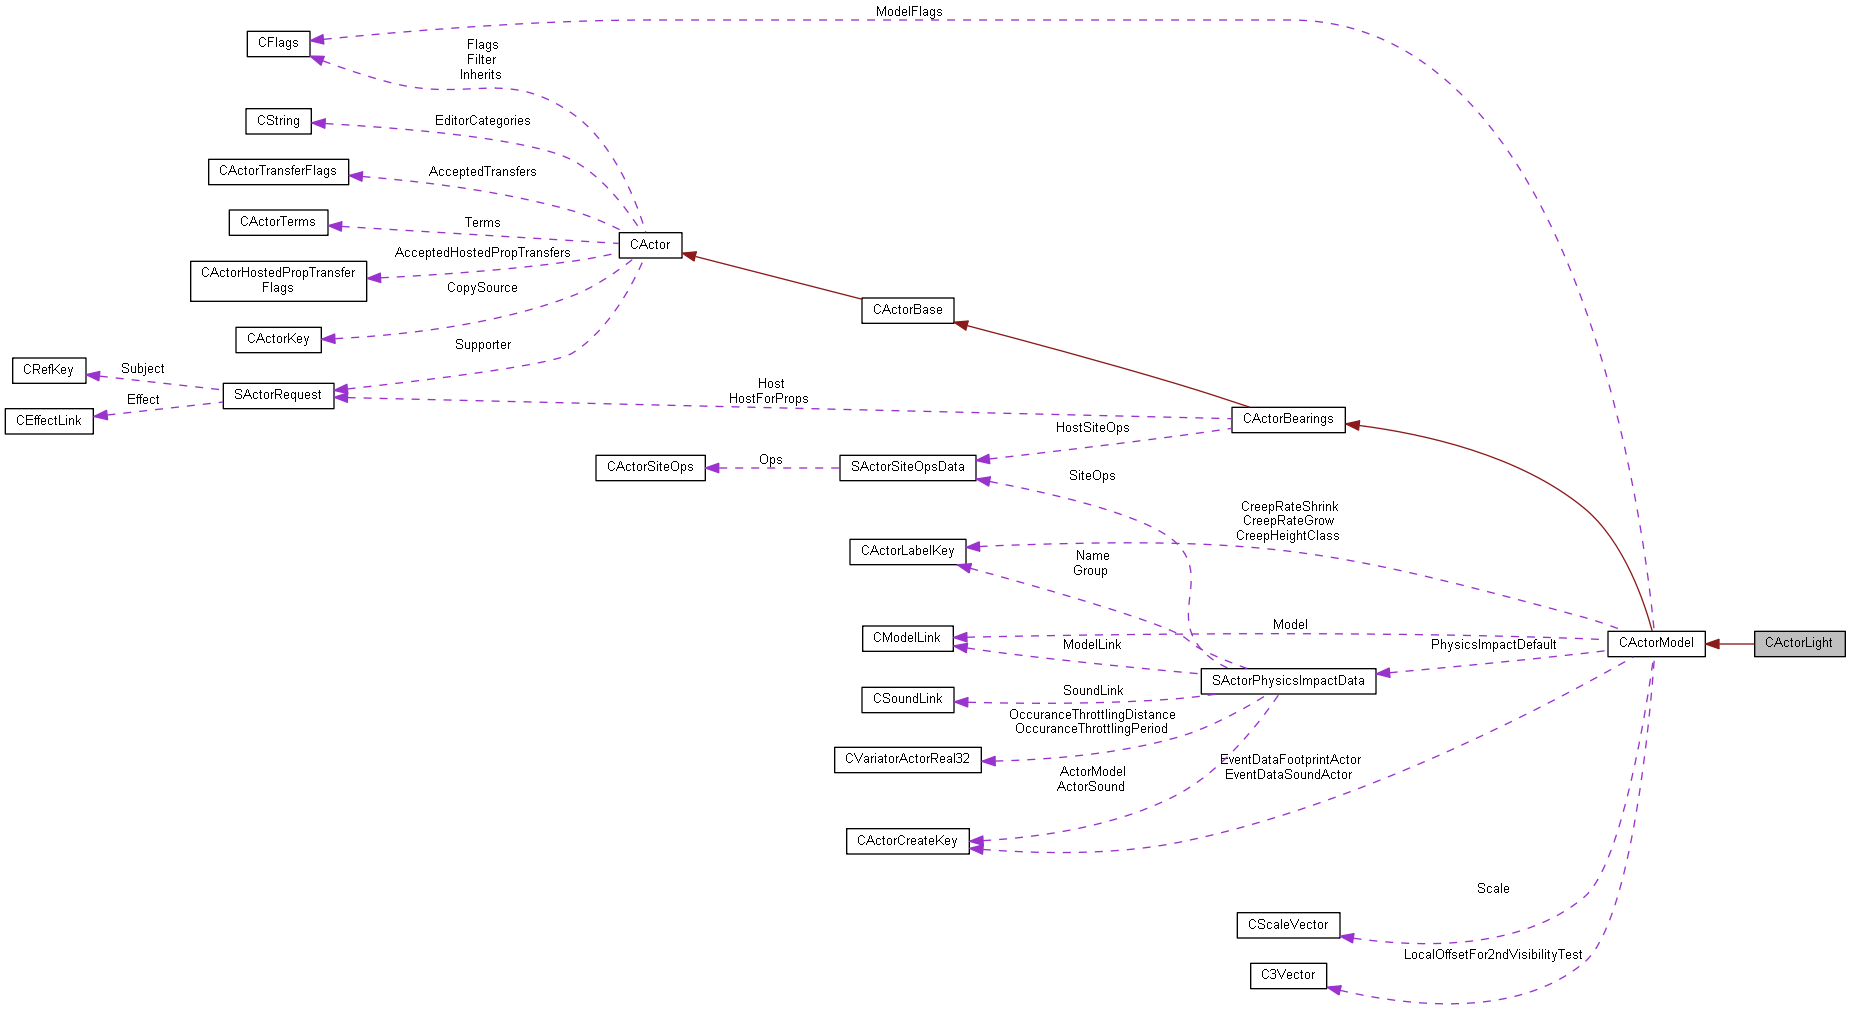 ModelFlags
CFlags
Flags
Filter
Inherits
CString
EditorCategories
CActorTransferFlags
AcceptedTransfers
CActorTerms
Terms
CActor
AcceptedHostedPropTransfers
CActorHostedPropTransfer
Flags
CopySource
CActorBase
CActorKey
Supporter
CRefKey
Subject
SActorRequest
Effect
CEffectLink
Host
HostForProps
CActorBearings
HostSiteOps
CActorSiteOps
Ops
SActorSiteOpsData
SiteOps
CreepRateShrink
CreepRateGrow
CreepHeightClass
CActorLabelKey
Name
Group
CModelLink
Model
ModelLink
PhysicsImpactDefault
CActorModel
CActorLight
SActorPhysicsImpactData
CSoundLink
SoundLink
OccuranceThrottlingDistance
OccuranceThrottlingPeriod
CVariatorActorReal32
ActorModel
ActorSound
EventDataFootprintActor
EventDataSoundActor
CActorCreateKey
Scale
CScaleVector
LocalOffsetFor2ndVisibilityTest
C3Vector